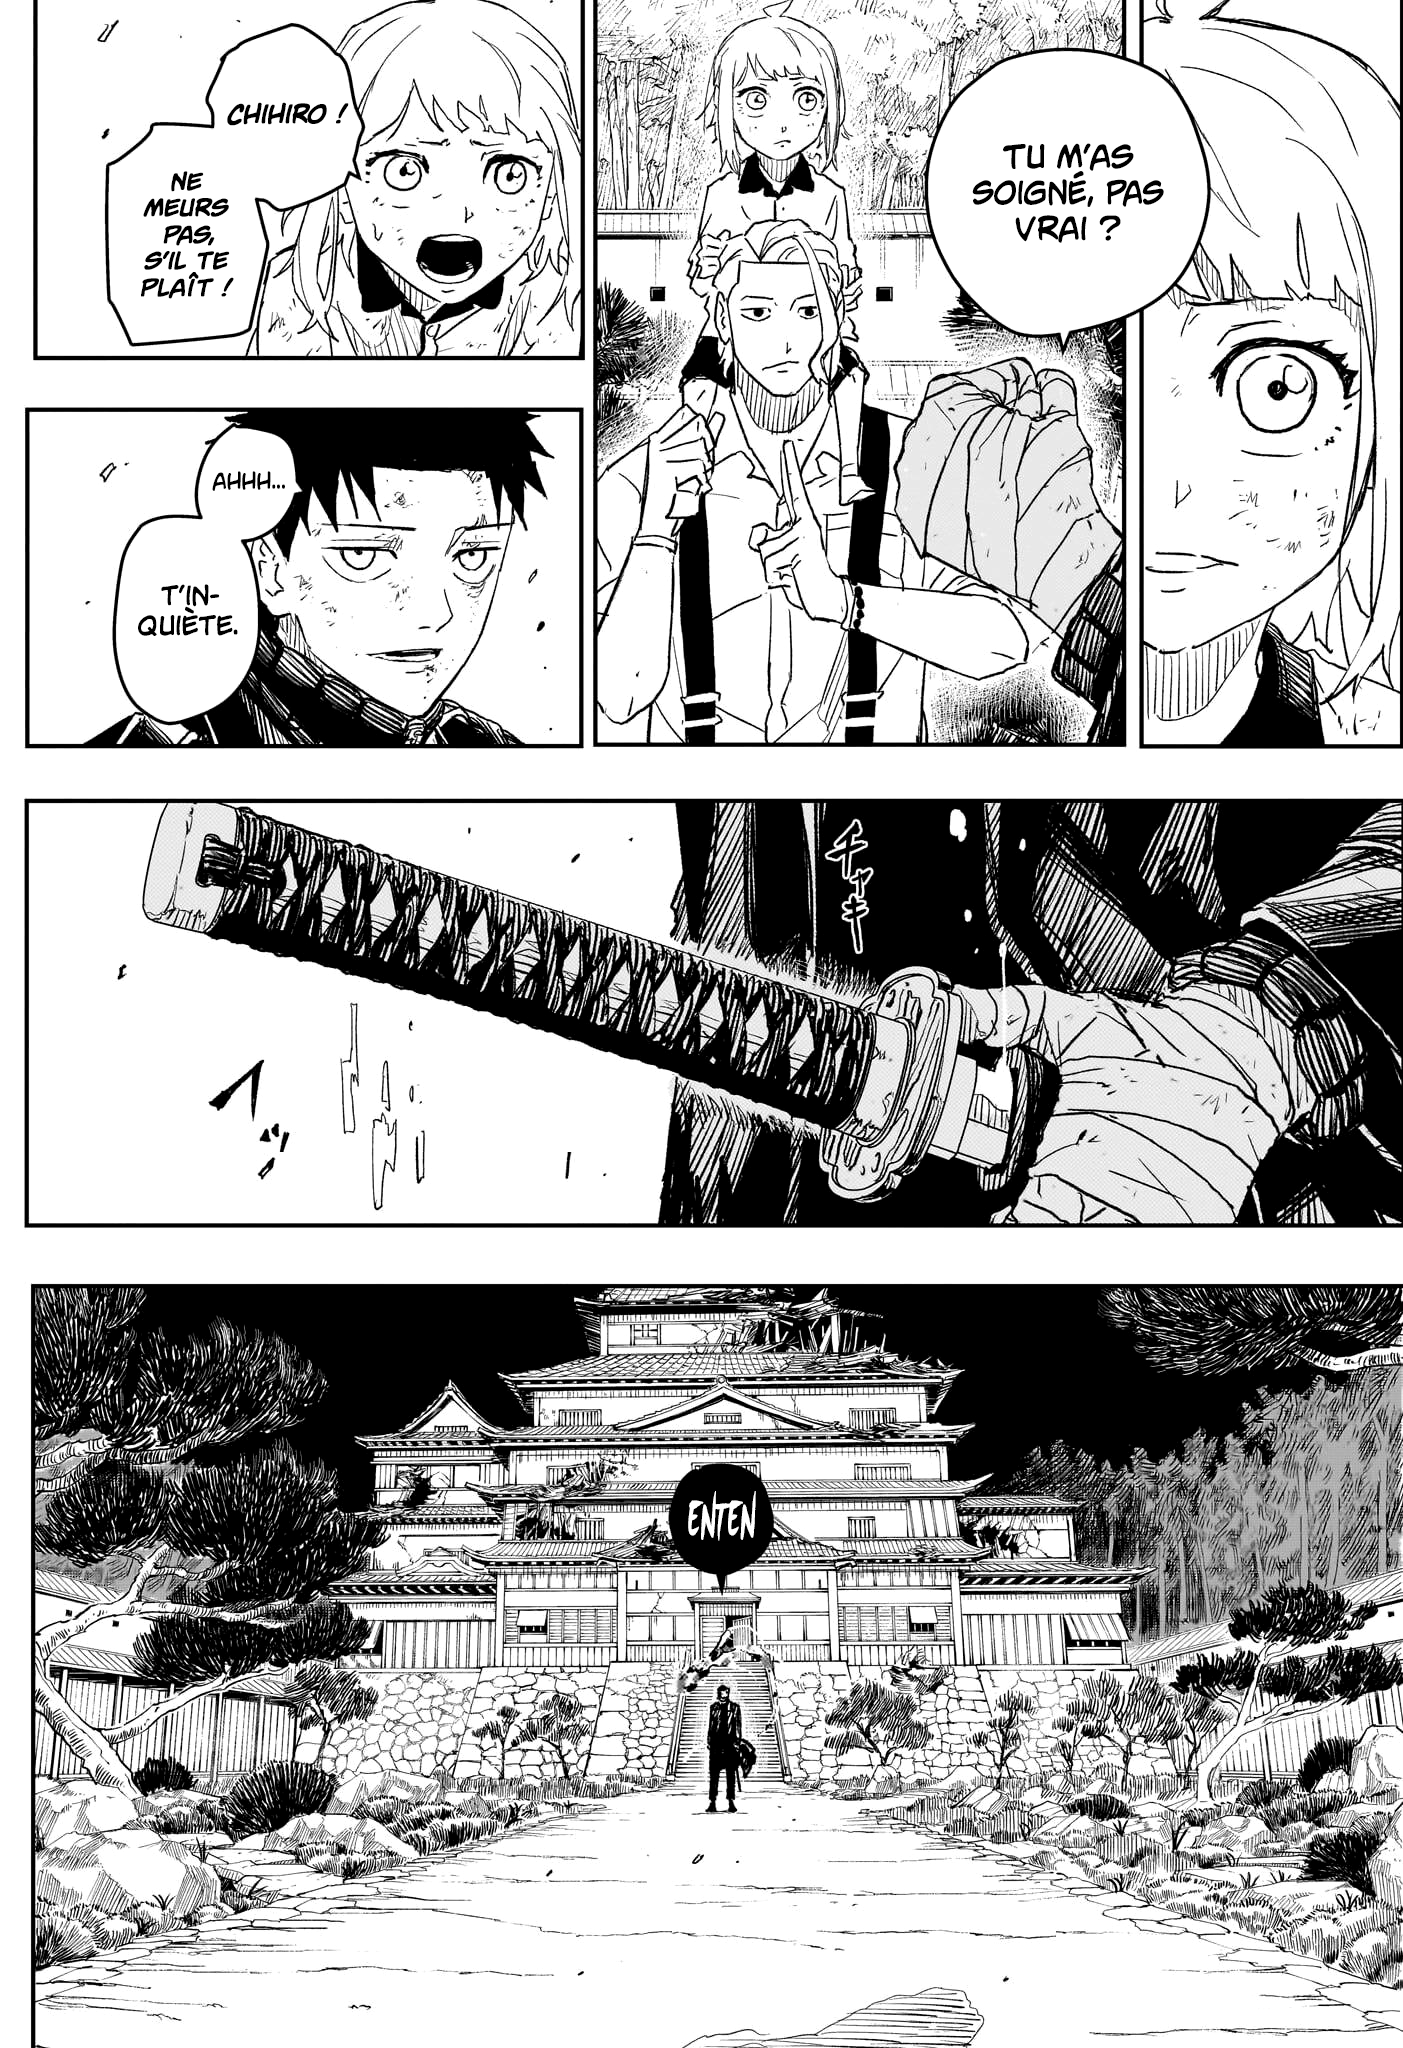 TU M'AS
SOIGNÉ, PAS
VRAI ?
CHIHIRO !
NE
MEURS
PAS,
S'IL TE
PLAÎT !
AHHH...
T'IN-
QUIÈTE.
チャキ
ENTEN